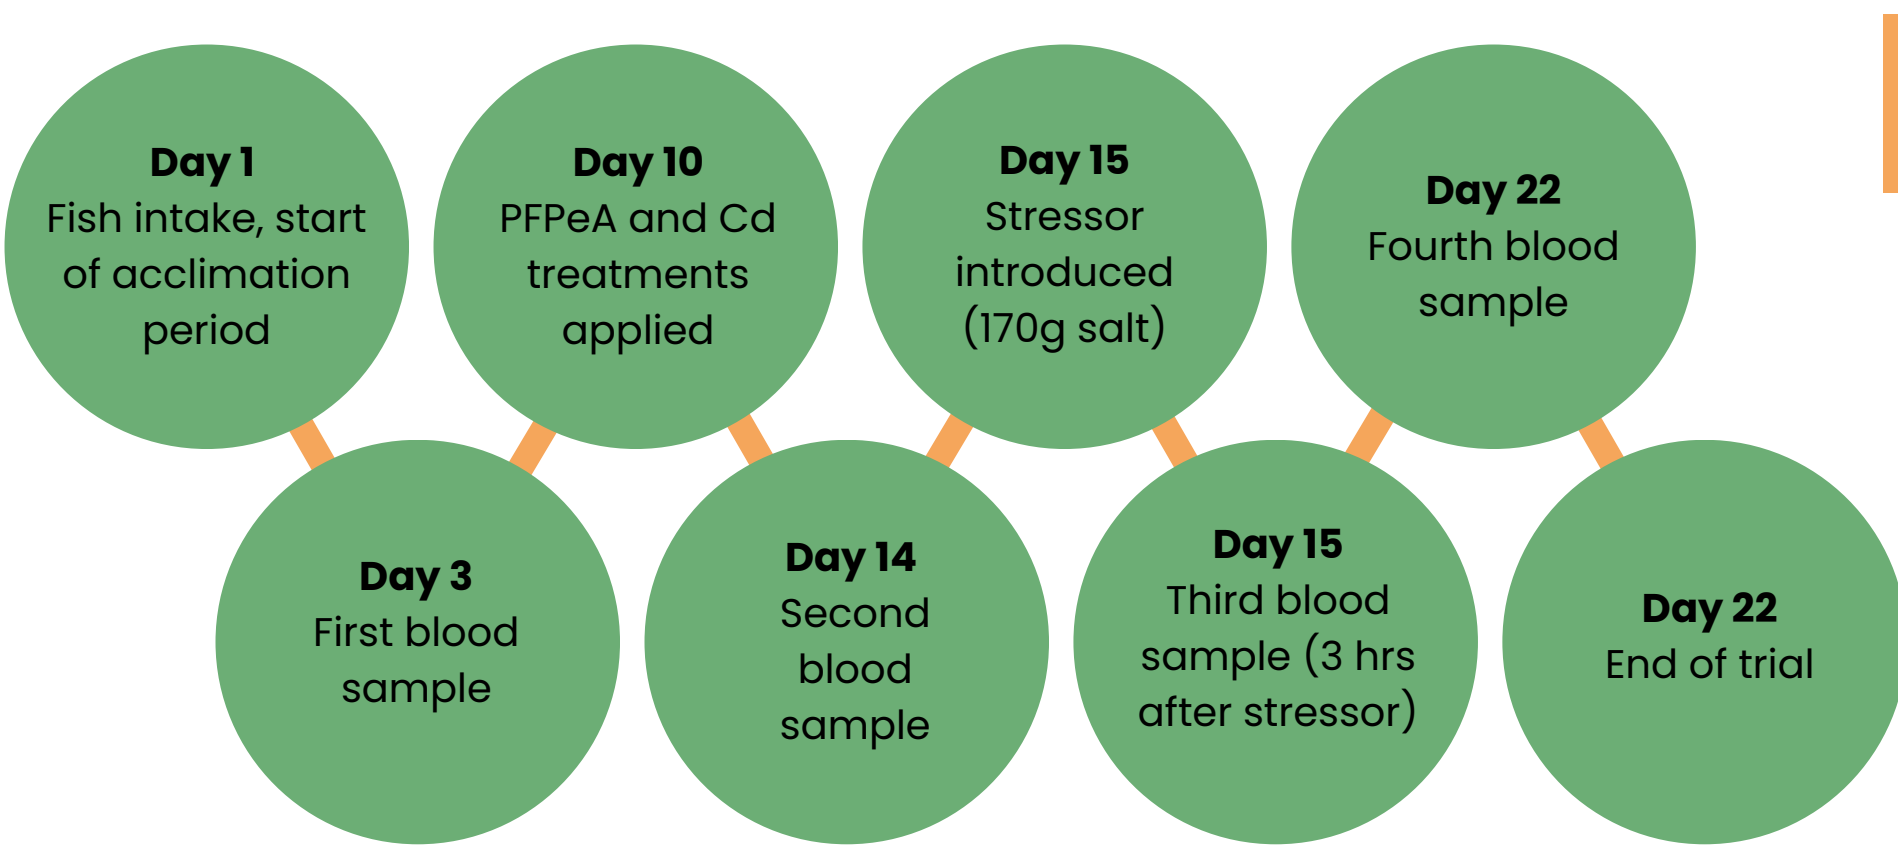 Day 1
Fish intake, start
of acclimation
period
Day 3
First blood
sample
Day 10
PFPeA and Cd
treatments
applied
Day 14
Second
blood
sample
Day 15
Stressor
introduced
(170g salt)
Day 15
Third blood
sample (3 hrs
after stressor)
Day 22
Fourth blood
sample
Day 22
End of trial